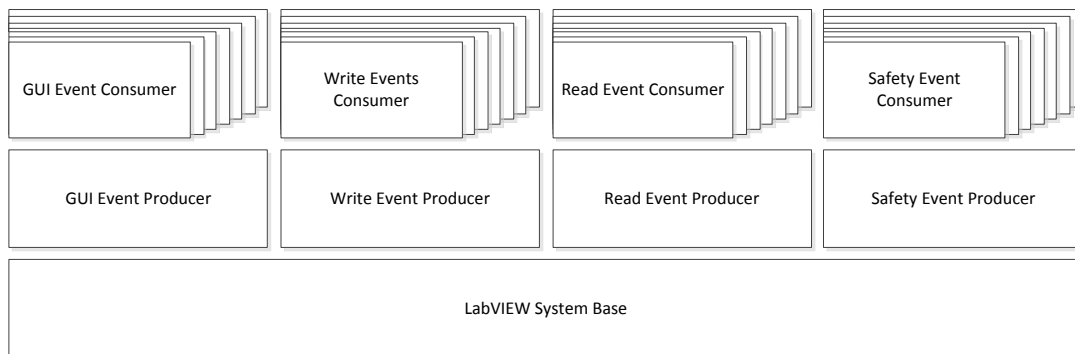 GUI Event Consumer
Write Events
Consumer
Read Event Consumer
Safety Event
Consumer
GUI Event Producer
Write Event Producer
Read Event Producer
Safety Event Producer
LabVIEW System Base